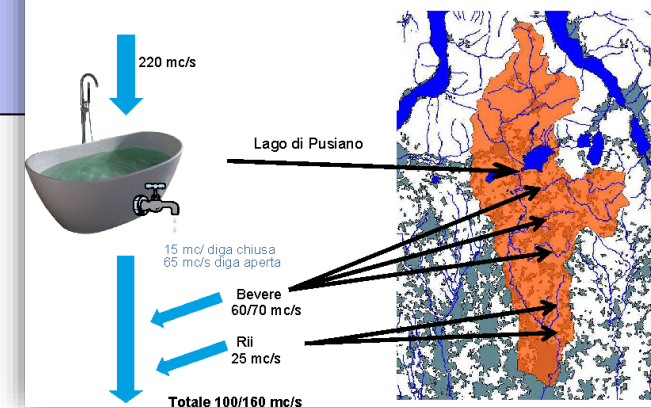 220 mc/s
Lago di Pusiano
15 mc/ diga chiusa
65 mc/s diga aperta
Bevere
60/70 mc/s
Rii
25 mc/s
Totale 100/160 mc/s